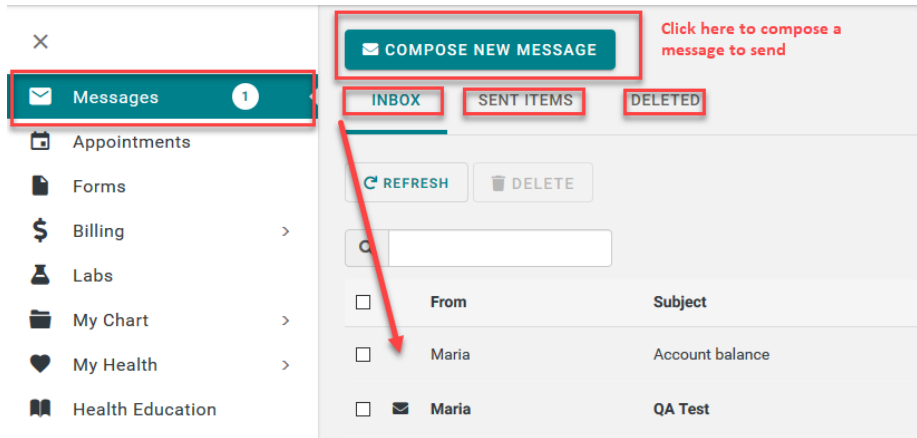 Messages 1
Appointments
Forms
Billing
Labs
My Chart
My Health
Health Education
COMPOSE NEW MESSAGE
Click here to compose a
message to send
INBOX SENT ITEMS DELETED
REFRESH DELETE
From Subject
Maria Account balance
Maria QA Test